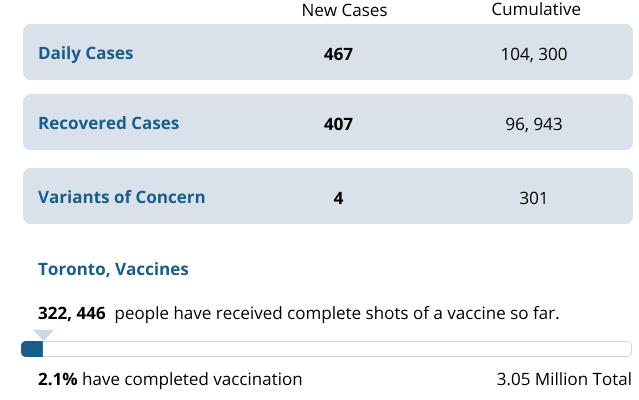 New Cases Cumulative
Daily Cases 467 104, 300
Recovered Cases 407 96, 943
Variants of Concern 4 301
Toronto, Vaccines
322, 446 people have received complete shots of a vaccine so far.
2.1% have completed vaccination 3.05 Million Total